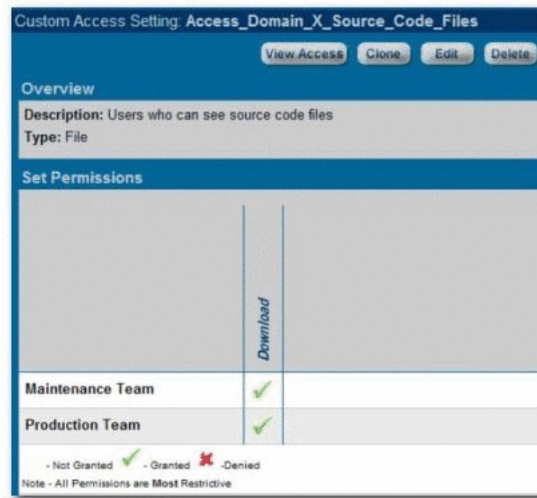 Custom Access Setting: Access_Domain_X_Source_Code_Files
View Access Clone Edit Delete
Overview
Description: Users who can see source code files
Type: File
Set Permissions
Download
Maintenance Team
Production Team
- Not Granted - Granted -Denied
Note - All Permissions are Most Restrictive